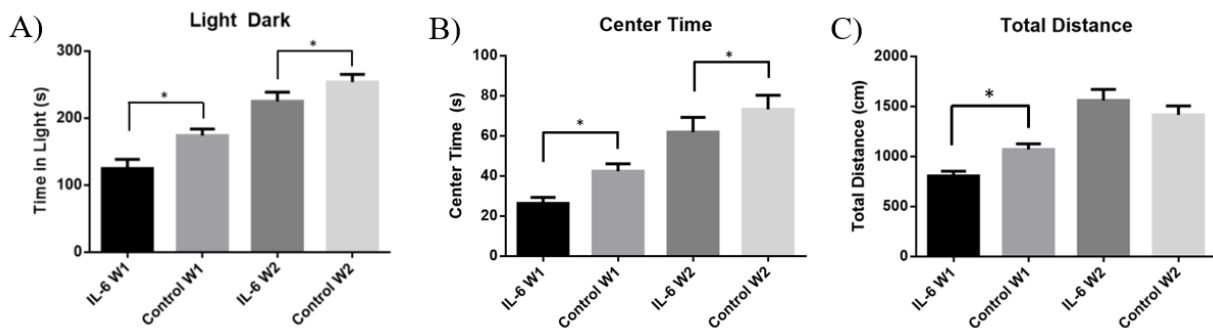 A)
Light Dark
Time in Light (s)
300
200
100
0
*
*
IL-6 W1
Control W1
IL-6 W2
Control W2
B)
Center Time
Center Time (s)
100
80
60
40
20
0
*
*
IL-6 W1
Control W1
IL-6 W2
Control W2
C)
Total Distance
Total Distance (cm)
2000
1500
1000
500
0
*
IL-6 W1
Control W1
IL-6 W2
Control W2